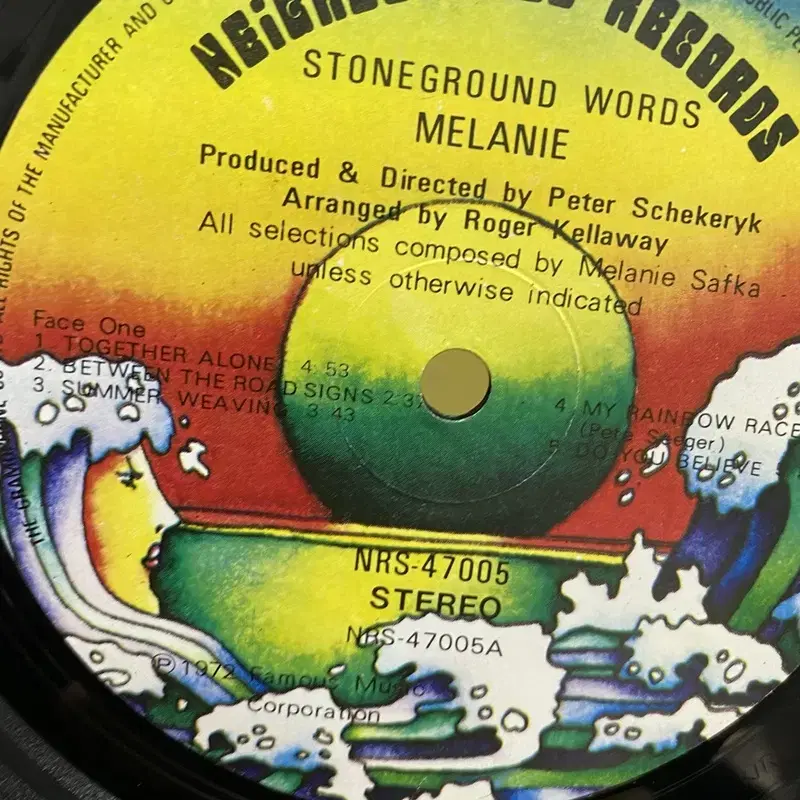 RECORDS
STONEGROUND WORDS
MELANIE
Produced & Directed by Peter Schekeryk
Arranged by Roger Kellaway
All selections composed by Melanie Safka
unless otherwise indicated
Face One
1 TOGETHER ALONE 4 53
2. BETWEEN THE ROAD SIGNS 2 37
3. SUMMER WEAVING 3 43
4 MY RAINBOW RACE
(Pete Seeger)
5 DO YOU BELIEVE
NRS-47005
STEREO
NRS-47005A
℗ 1972 Famous Music
Corporation
RIGHTS OF THE MANUFACTURER AND